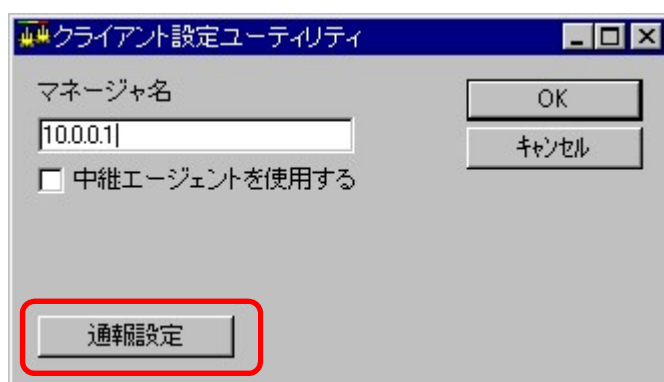 クライアント設定ユーティリティ
マネージャ名
OK
10.0.0.1
キャンセル
中継エージェントを使用する
通報設定